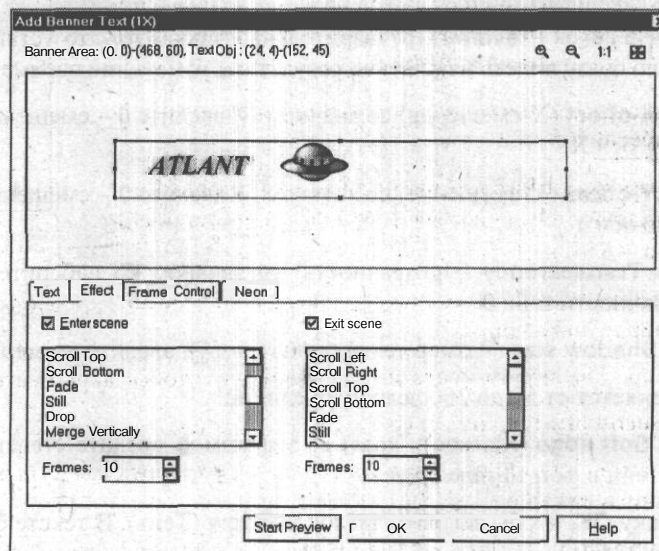 Add Banner Text (1X)
Banner Area: (0. 0)-(468, 60), Text Obj : (24, 4)-(152, 45) 1:1
ATLANT
Text Effect Frame Control Neon
Enter scene Exit scene
Scroll Top Scroll Left
Scroll Bottom Scroll Right
Fade Scroll Top
Still Scroll Bottom
Drop Fade
Merge Vertically Still
Frames: 10 Frames: 10
Start Preview OK Cancel Help